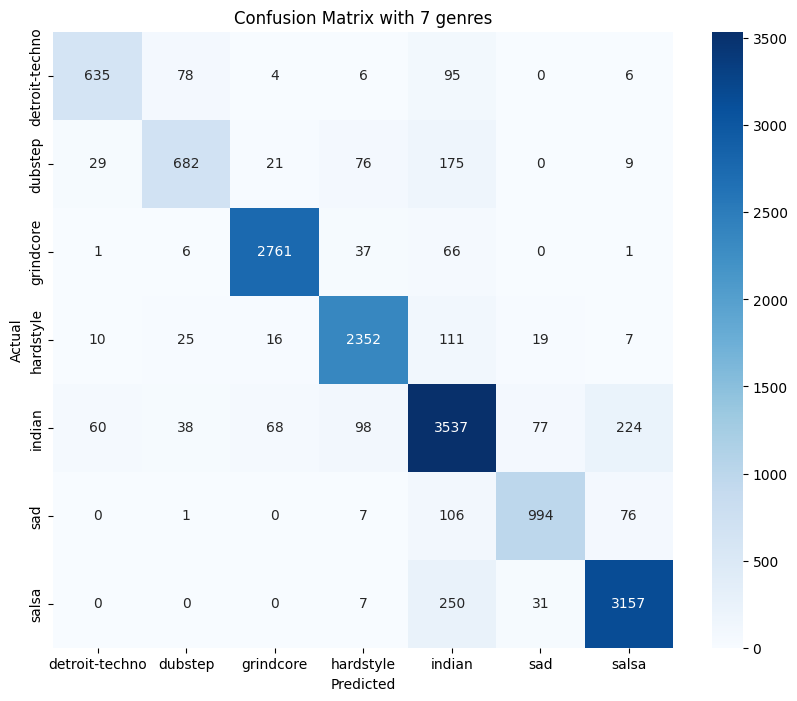 Confusion Matrix with 7 genres
Actual
detroit-techno 635 78 4 6 95 0 6
dubstep 29 682 21 76 175 0 9
grindcore 1 6 2761 37 66 0 1
hardstyle 10 25 16 2352 111 19 7
indian 60 38 68 98 3537 77 224
sad 0 1 0 7 106 994 76
salsa 0 0 0 7 250 31 3157
detroit-techno dubstep grindcore hardstyle indian sad salsa
Predicted
3500
3000
2500
2000
1500
1000
500
0